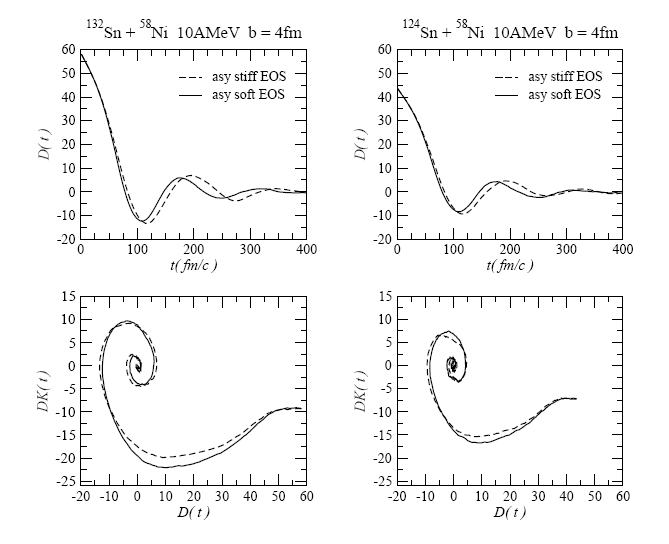 ¹³²Sn + ⁵⁸Ni 10AMeV b = 4fm
60
50
40
30
20
10
0
-10
-20
D( t )
asy stiff EOS
asy soft EOS
0 100 200 300 400
t( fm/c )
¹²⁴Sn + ⁵⁸Ni 10AMeV b = 4fm
60
50
40
30
20
10
0
-10
-20
D( t )
asy stiff EOS
asy soft EOS
0 100 200 300 400
t( fm/c )
15
10
5
0
-5
-10
-15
-20
-25
DK( t )
-20 -10 0 10 20 30 40 50 60
D( t )
15
10
5
0
-5
-10
-15
-20
-25
DK( t )
-20 -10 0 10 20 30 40 50 60
D( t )